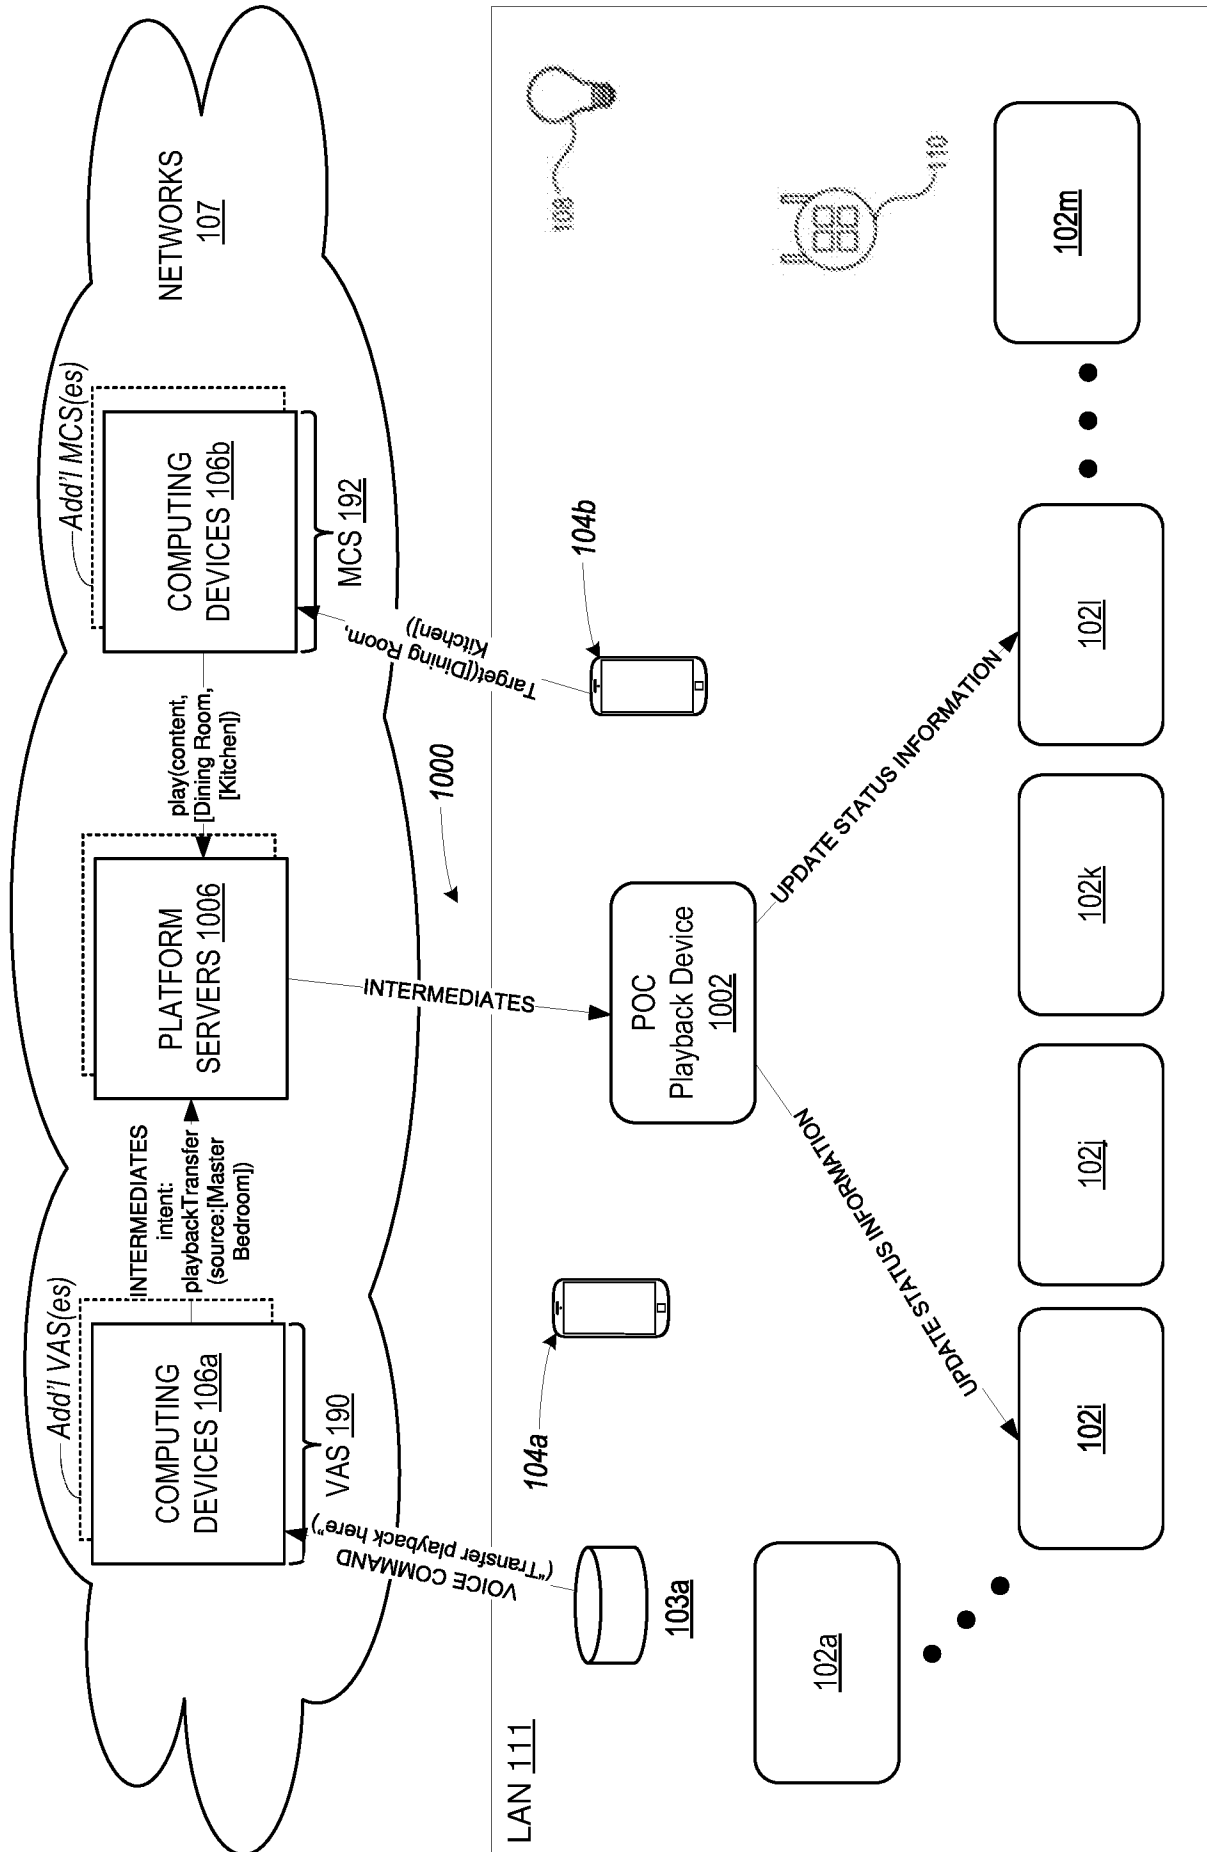 NETWORKS
107
Add'l VAS(es)
COMPUTING
DEVICES 106a
VAS 190
INTERMEDIATES
intent:
playbackTransfer
(source:[Master
Bedroom])
PLATFORM
SERVERS 1006
play(content,
[Dining Room,
[Kitchen])
Add'l MCS(es)
COMPUTING
DEVICES 106b
MCS 192
VOICE COMMAND
("Transfer playback here")
INTERMEDIATES
1000
Target([Dining Room,
Kitchen])
LAN 111
103a
104a
104b
108
110
POC
Playback Device
1002
UPDATE STATUS INFORMATION
UPDATE STATUS INFORMATION
102a
102i
102j
102k
102l
102m